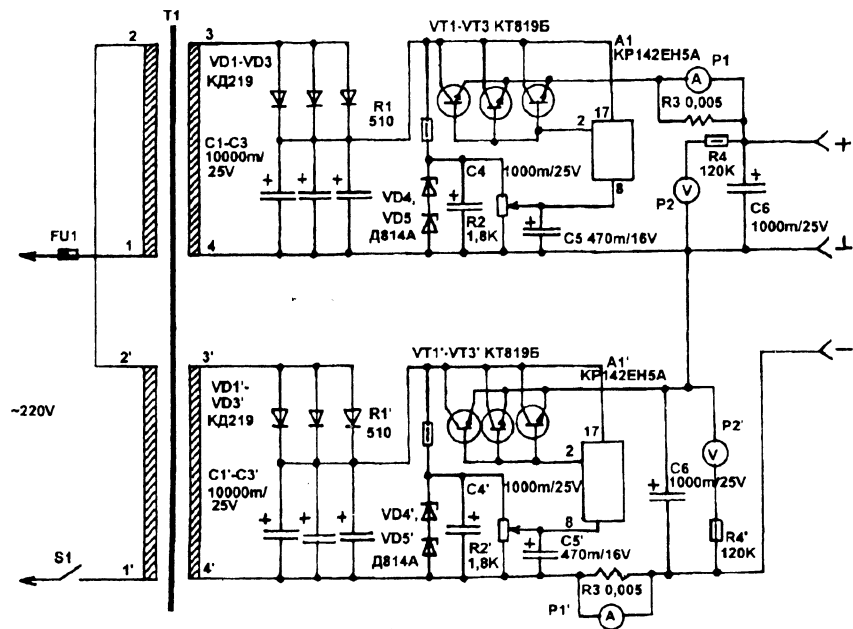 T1
2
3
VD1-VD3
КД219
R1
510
C1-C3
10000m/
25V
+
+
+
1
4
FU1
VT1-VT3 КТ819Б
A1
КР142ЕН5А
17
2
8
P1
A
R3 0,005
R4
120K
V
P2
+
C6
1000m/25V
+
⊥
−
VD4,
VD5
Д814А
C4
1000m/25V
+
R2
1,8K
+
C5 470m/16V
~220V
S1
2'
3'
VD1'-
VD3'
КД219
R1'
510
C1'-C3'
10000m/
25V
+
+
+
1'
4'
VT1'-VT3' КТ819Б
A1'
КР142ЕН5А
17
2
8
VD4',
VD5'
Д814А
C4'
1000m/25V
+
R2'
1,8K
+
C5'
470m/16V
R3 0,005
P1'
A
+
C6
1000m/25V
P2'
V
R4'
120K